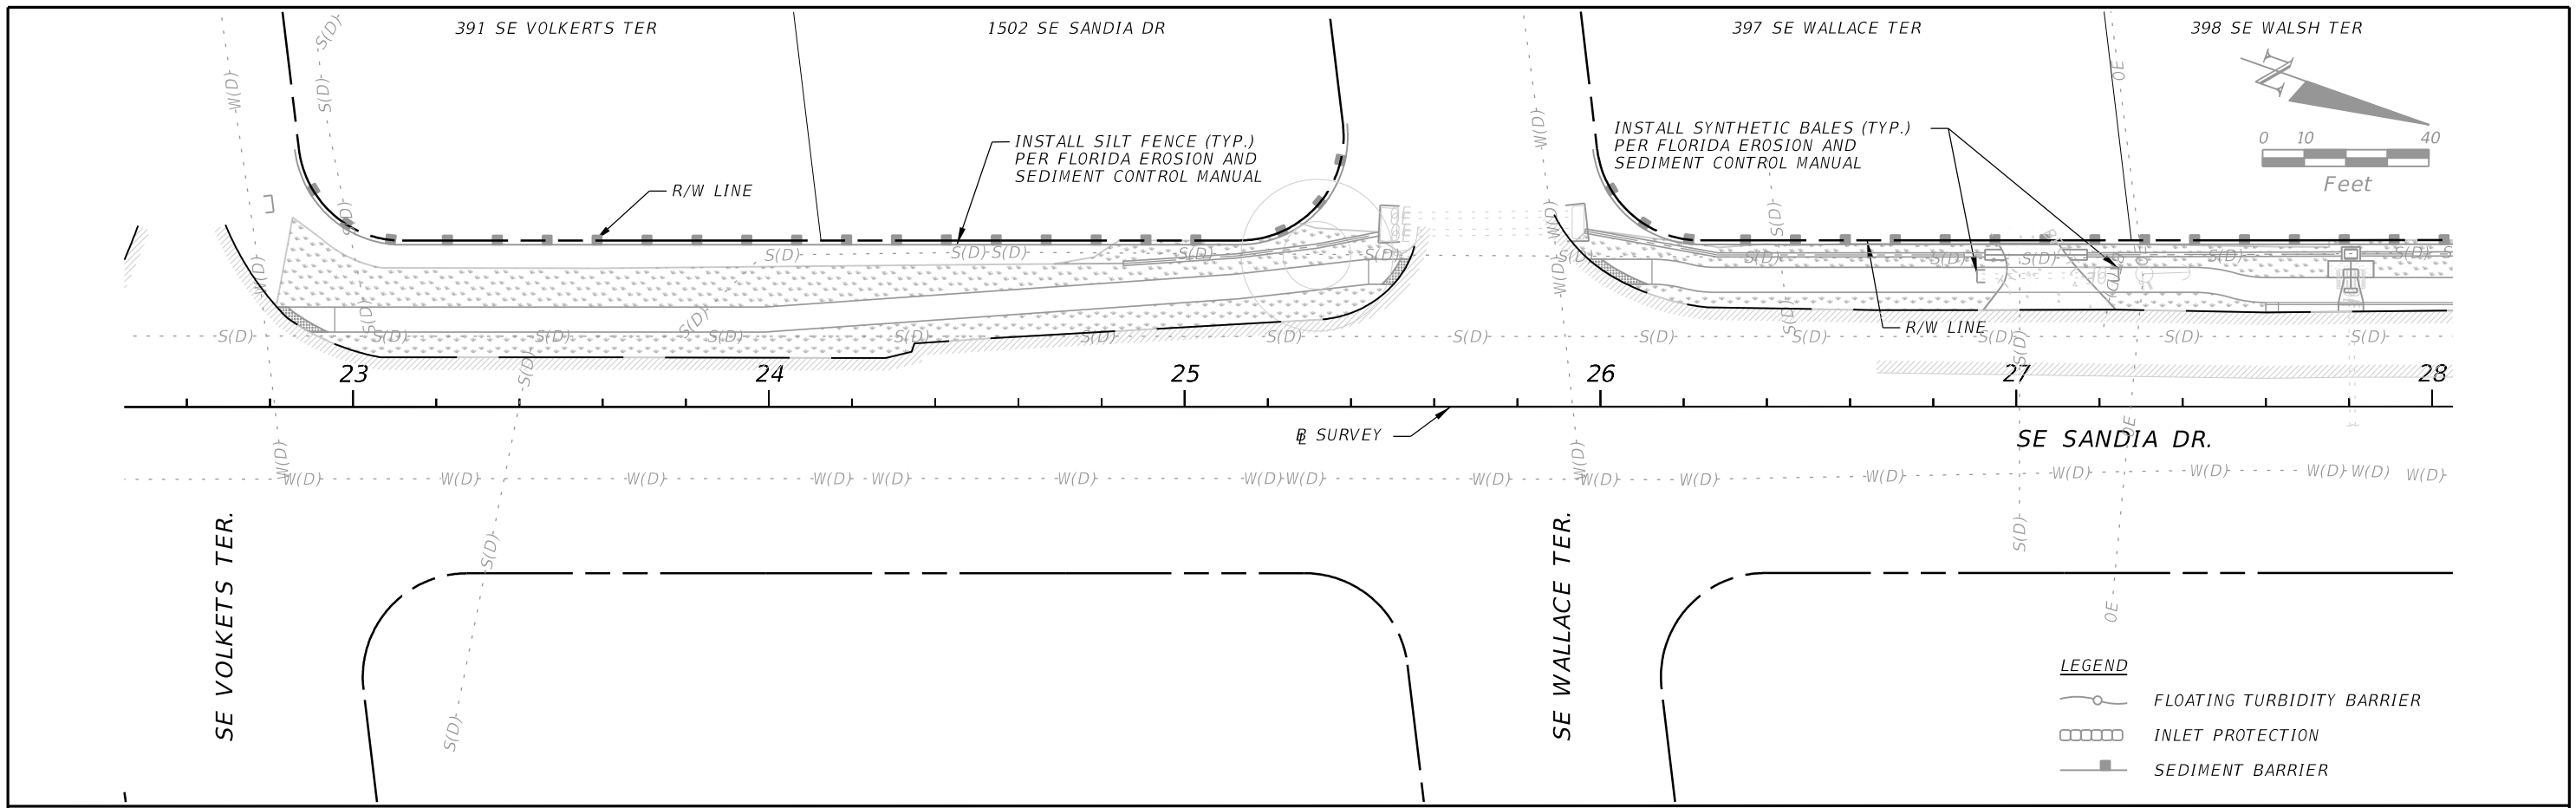 391 SE VOLKERTS TER
1502 SE SANDIA DR
397 SE WALLACE TER
398 SE WALSH TER
N
0 10 40
Feet
INSTALL SILT FENCE (TYP.)
PER FLORIDA EROSION AND
SEDIMENT CONTROL MANUAL
INSTALL SYNTHETIC BALES (TYP.)
PER FLORIDA EROSION AND
SEDIMENT CONTROL MANUAL
R/W LINE
R/W LINE
S(D)
S(D)
S(D)
S(D)
S(D)
W(D)
W(D)
W(D)
W(D)
W(D)
OE
S(D) S(D) S(D) S(D) S(D) S(D) S(D) S(D) S(D) S(D) S(D)
S(D) S(D) S(D) S(D) S(D) S(D) S(D) S(D) S(D) S(D) S(D) S(D)
S(D)
S(D)
S(D)
S(D)
23 24 25 26 27 28
BL SURVEY
SE SANDIA DR.
OE
W(D)
W(D)
W(D) W(D) W(D) W(D) W(D) W(D) W(D) W(D) W(D) W(D) W(D) W(D) W(D) W(D) W(D) W(D) W(D)
S(D)
S(D)
S(D)
S(D)
OE
SE VOLKETS TER.
SE WALLACE TER.
LEGEND
FLOATING TURBIDITY BARRIER
INLET PROTECTION
SEDIMENT BARRIER